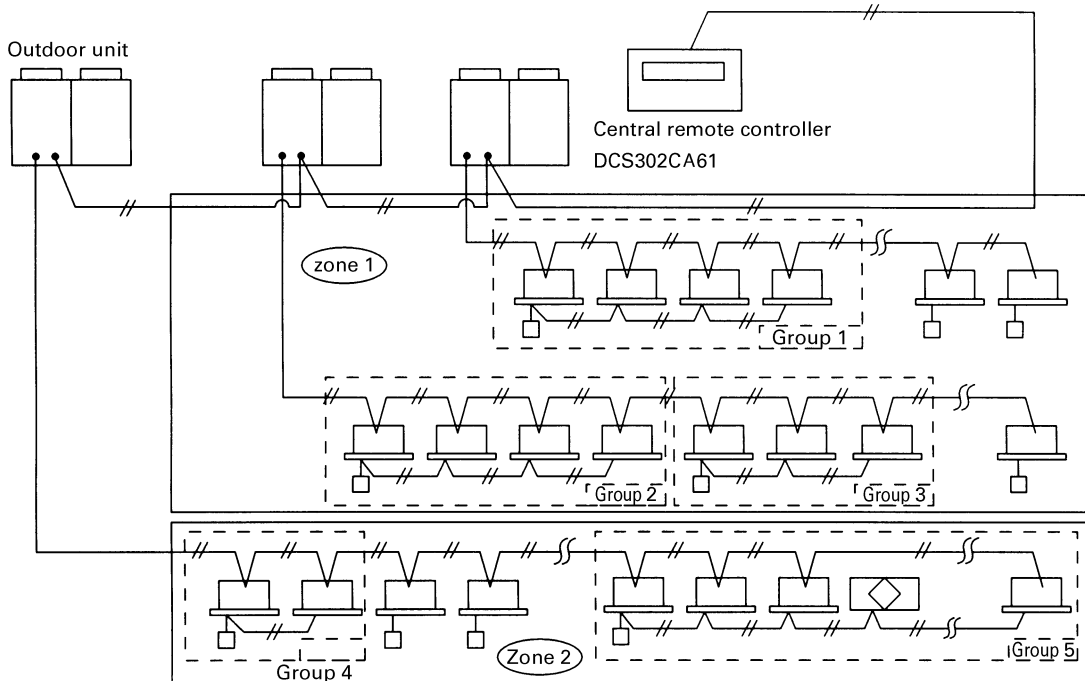 Outdoor unit
Central remote controller
DCS302CA61
zone 1
Group 1
Group 2
Group 3
Group 4
Zone 2
Group 5